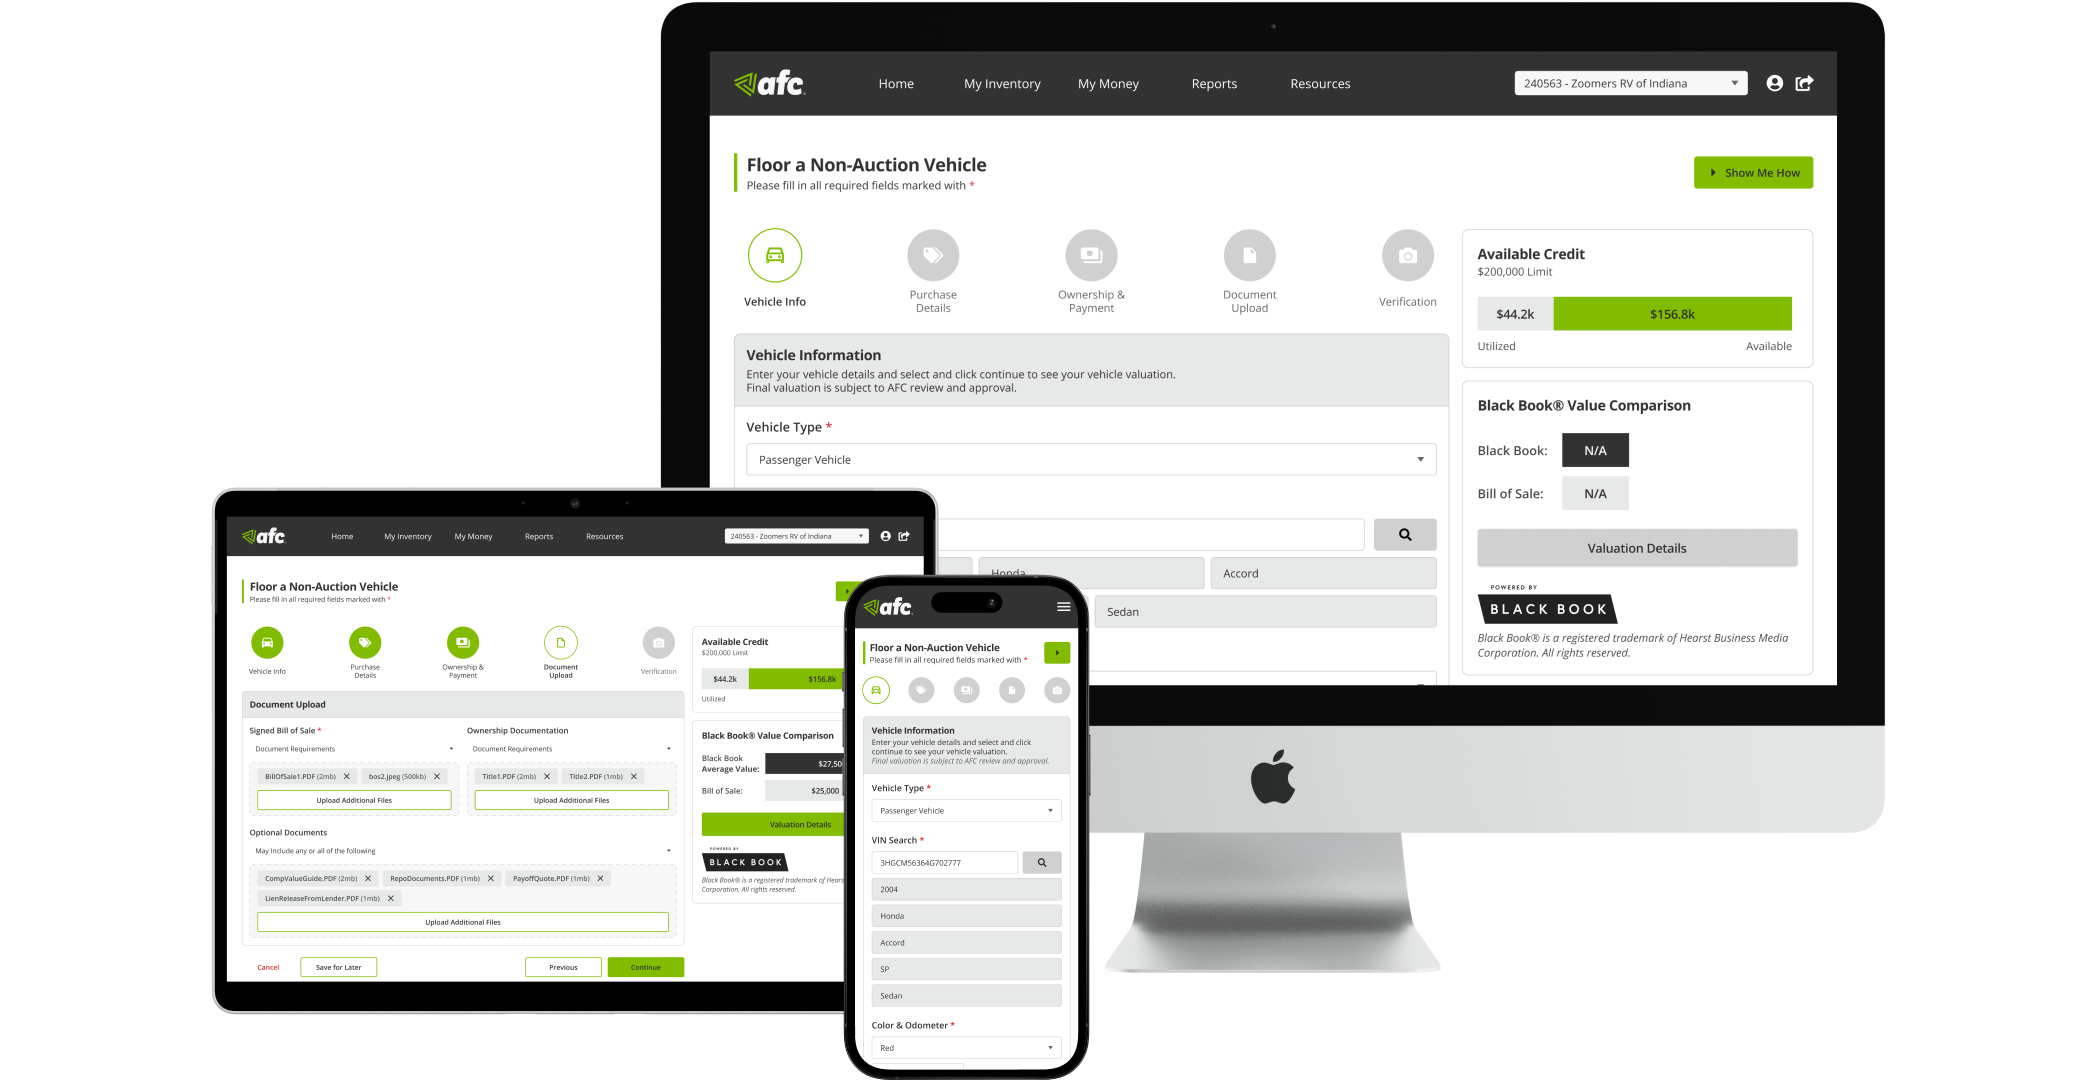 afc
Home
My Inventory
My Money
Reports
Resources
240563 - Zoomers RV of Indiana
Floor a Non-Auction Vehicle
Please fill in all required fields marked with *
Show Me How
Vehicle Info
Purchase
Details
Ownership &
Payment
Document
Upload
Verification
Available Credit
$200,000 Limit
$44.2k
$156.8k
Utilized
Available
Vehicle Information
Enter your vehicle details and select and click continue to see your vehicle valuation.
Final valuation is subject to AFC review and approval.
Vehicle Type *
Passenger Vehicle
Honda
Accord
Sedan
Black Book® Value Comparison
Black Book:
N/A
Bill of Sale:
N/A
Valuation Details
POWERED BY
BLACK BOOK
Black Book® is a registered trademark of Hearst Business Media
Corporation. All rights reserved.
afc
Home
My Inventory
My Money
Reports
Resources
240563 - Zoomers RV of Indiana
Floor a Non-Auction Vehicle
Please fill in all required fields marked with *
Vehicle Info
Purchase
Details
Ownership &
Payment
Document
Upload
Verification
Document Upload
Signed Bill of Sale *
Document Requirements
BillOfSale1.PDF (2mb)
bos2.jpeg (500kb)
Upload Additional Files
Ownership Documentation
Document Requirements
Title1.PDF (2mb)
Title2.PDF (1mb)
Upload Additional Files
Optional Documents
May Include any or all of the following
CompValueGuide.PDF (2mb)
RepoDocuments.PDF (1mb)
PayoffQuote.PDF (1mb)
LienReleaseFromLender.PDF (1mb)
Upload Additional Files
Cancel
Save for Later
Previous
Continue
Available Credit
$200,000 Limit
$44.2k
$156.8k
Utilized
Black Book® Value Comparison
Black Book
Average Value:
$27,50
Bill of Sale:
$25,000
Valuation Details
POWERED BY
BLACK BOOK
Black Book® is a registered trademark of Hears
Corporation. All rights reserved.
afc
Floor a Non-Auction Vehicle
Please fill in all required fields marked with *
Vehicle Information
Enter your vehicle details and select and click
continue to see your vehicle valuation.
Final valuation is subject to AFC review and approval.
Vehicle Type *
Passenger Vehicle
VIN Search *
3HGCM56364G702777
2004
Honda
Accord
SP
Sedan
Color & Odometer *
Red